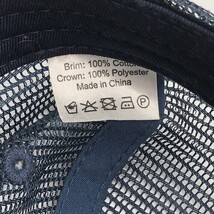 Brim: 100% Cotton
Crown: 100% Polyester
Made in China